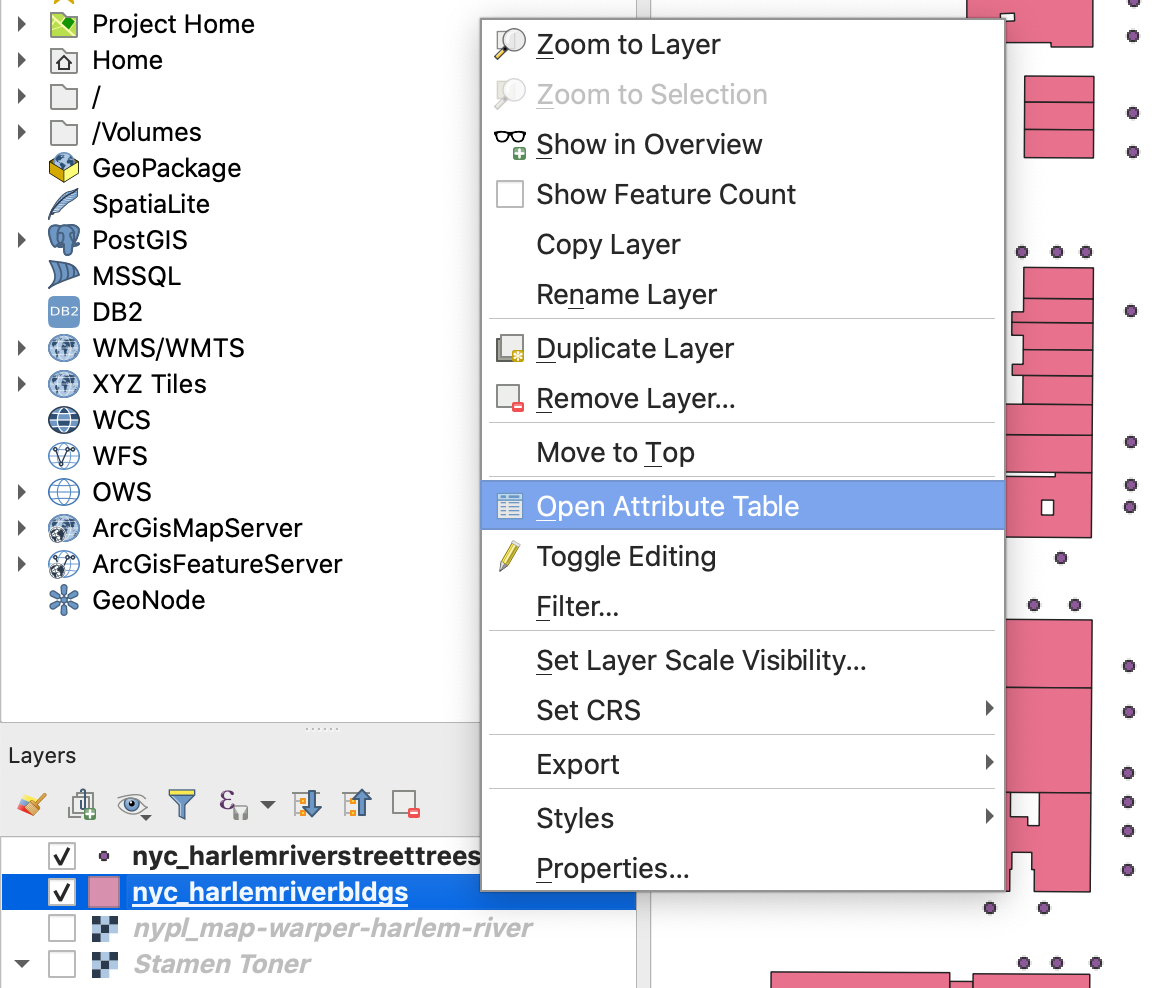 Project Home
Home
/
/Volumes
GeoPackage
SpatiaLite
PostGIS
MSSQL
DB2 DB2
WMS/WMTS
XYZ Tiles
WCS
WFS
OWS
ArcGisMapServer
ArcGisFeatureServer
GeoNode
Zoom to Layer
Zoom to Selection
Show in Overview
Show Feature Count
Copy Layer
Rename Layer
Duplicate Layer
Remove Layer...
Move to Top
Open Attribute Table
Toggle Editing
Filter...
Set Layer Scale Visibility...
Set CRS
Export
Styles
Properties...
Layers
nyc_harlemriverstreettrees
nyc_harlemriverbldgs
nypl_map-warper-harlem-river
Stamen Toner